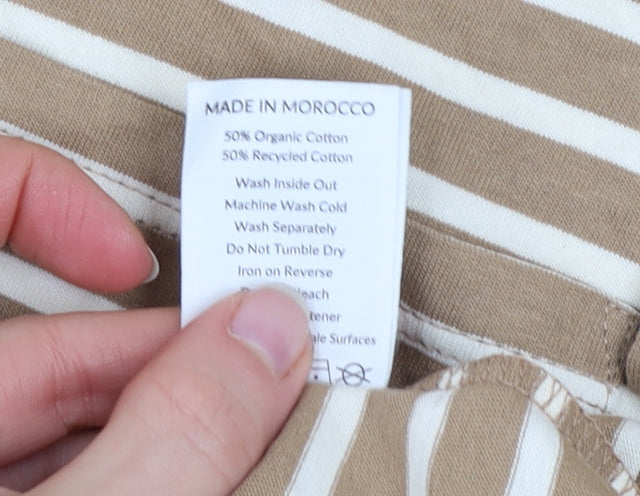 MADE IN MOROCCO
50% Organic Cotton
50% Recycled Cotton
Wash Inside Out
Machine Wash Cold
Wash Separately
Do Not Tumble Dry
Iron on Reverse
Surfaces